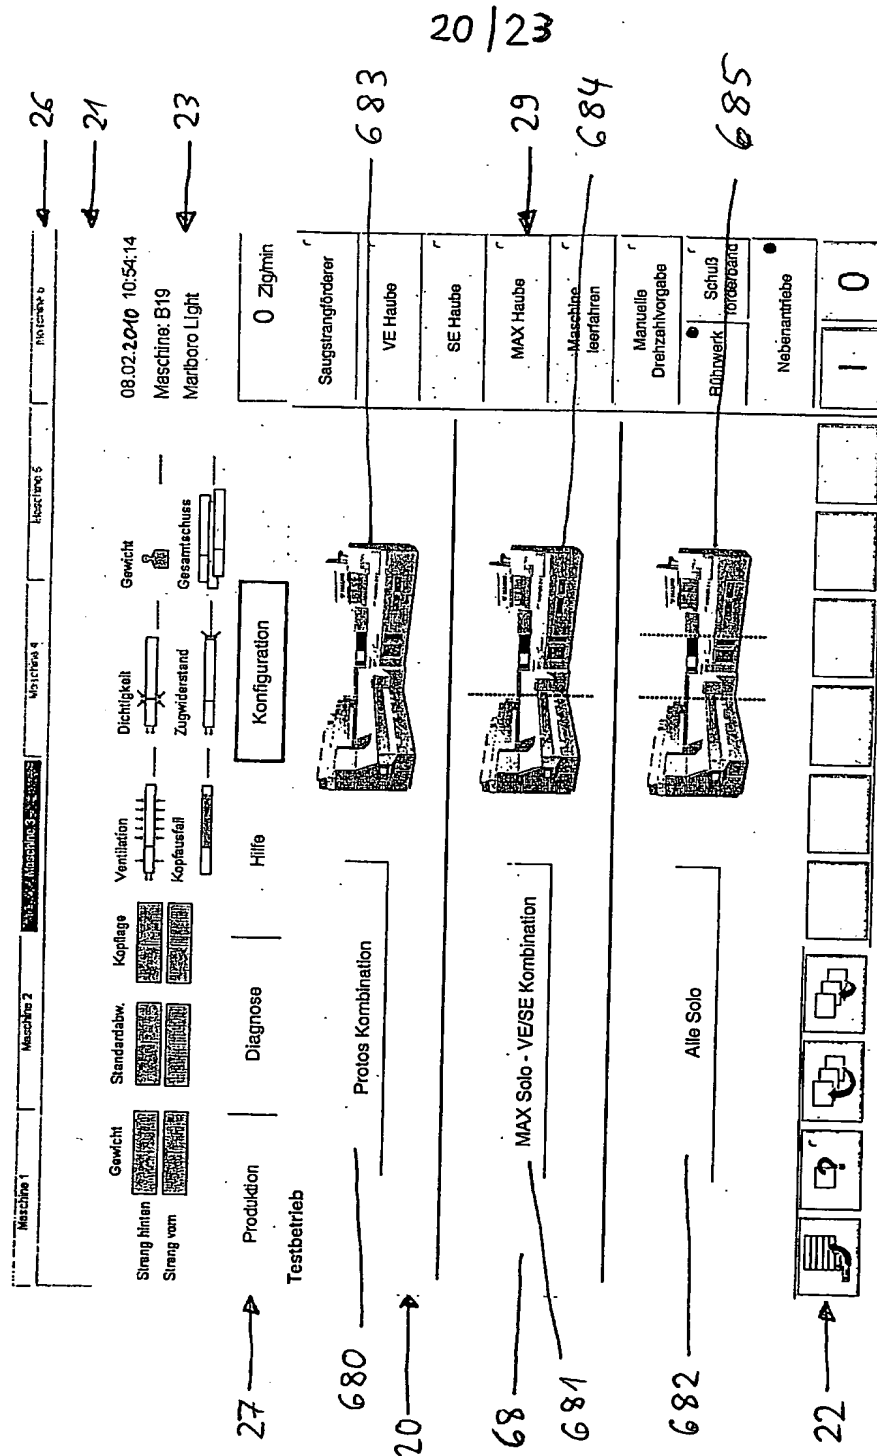 20/23
26
21
23
Maschine 1
Maschine 2
Maschine 3
Maschine 4
Maschine 5
Maschine 6
Gewicht
Standardabw.
Kopflage
Strang hinten
Strang vorn
Ventilation
Kopfausfall
Dichtigkeit
Zugwiderstand
Gewicht
Gesamtschuss
08.02.2010 10:54:14
Maschine: B19
Marlboro Light
27
Produktion
Diagnose
Hilfe
Konfiguration
0 Zig/min
Testbetrieb
680
Protos Kombination
683
20
68
681
MAX Solo - VE/SE Kombination
684
682
Alle Solo
685
29
Saugstrangförderer
VE Haube
SE Haube
MAX Haube
Maschine
leerfahren
Manuelle
Drehzahlvorgabe
Rührwerk
Schuß
förderband
Nebenantriebe
22
?
I
0